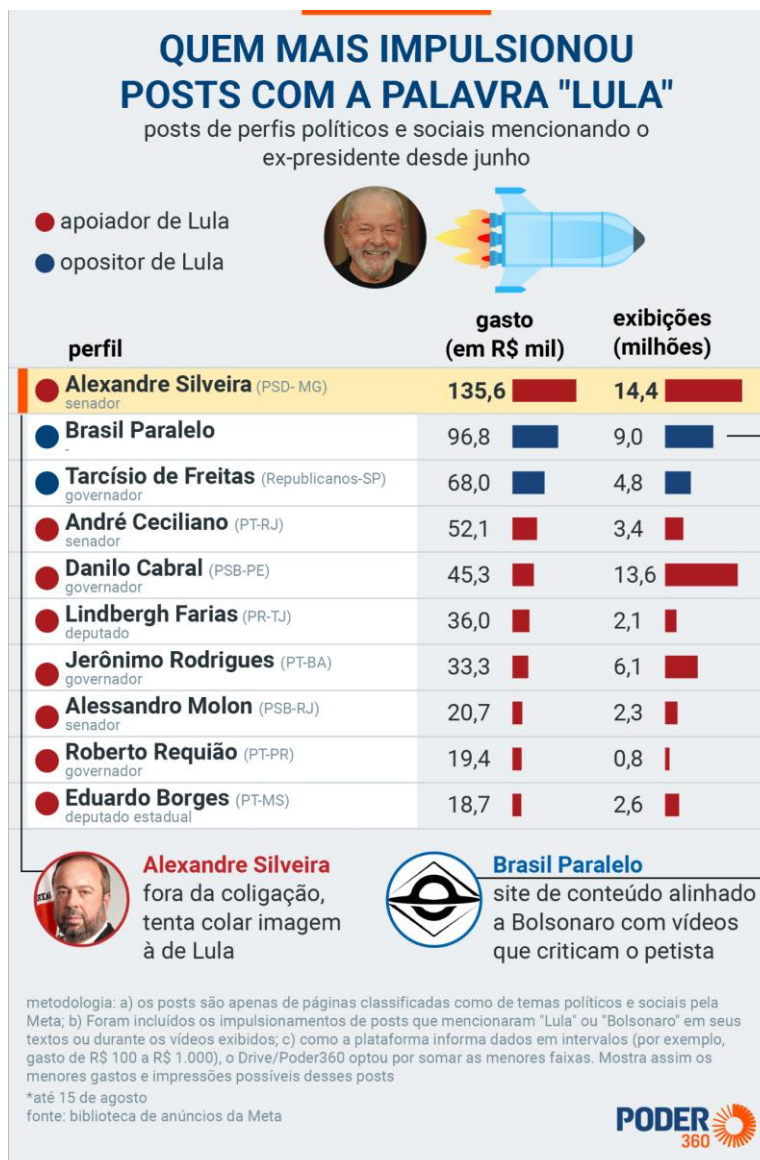 QUEM MAIS IMPULSIONOU
POSTS COM A PALAVRA "LULA"
posts de perfis políticos e sociais mencionando o
ex-presidente desde junho
apoiador de Lula
opositor de Lula
perfil
gasto
(em R$ mil)
exibições
(milhões)
Alexandre Silveira (PSD- MG) 135,6 14,4
senador
Brasil Paralelo 96,8 9,0
-
Tarcísio de Freitas (Republicanos-SP) 68,0 4,8
governador
André Ceciliano (PT-RJ) 52,1 3,4
senador
Danilo Cabral (PSB-PE) 45,3 13,6
governador
Lindbergh Farias (PR-TJ) 36,0 2,1
deputado
Jerônimo Rodrigues (PT-BA) 33,3 6,1
governador
Alessandro Molon (PSB-RJ) 20,7 2,3
senador
Roberto Requião (PT-PR) 19,4 0,8
governador
Eduardo Borges (PT-MS) 18,7 2,6
deputado estadual
Alexandre Silveira
fora da coligação,
tenta colar imagem
à de Lula
Brasil Paralelo
site de conteúdo alinhado
a Bolsonaro com vídeos
que criticam o petista
metodologia: a) os posts são apenas de páginas classificadas como de temas políticos e sociais pela
Meta; b) Foram incluídos os impulsionamentos de posts que mencionaram "Lula" ou "Bolsonaro" em seus
textos ou durante os vídeos exibidos; c) como a plataforma informa dados em intervalos (por exemplo,
gasto de R$ 100 a R$ 1.000), o Drive/Poder360 optou por somar as menores faixas. Mostra assim os
menores gastos e impressões possíveis desses posts
*até 15 de agosto
fonte: biblioteca de anúncios da Meta
PODER
360